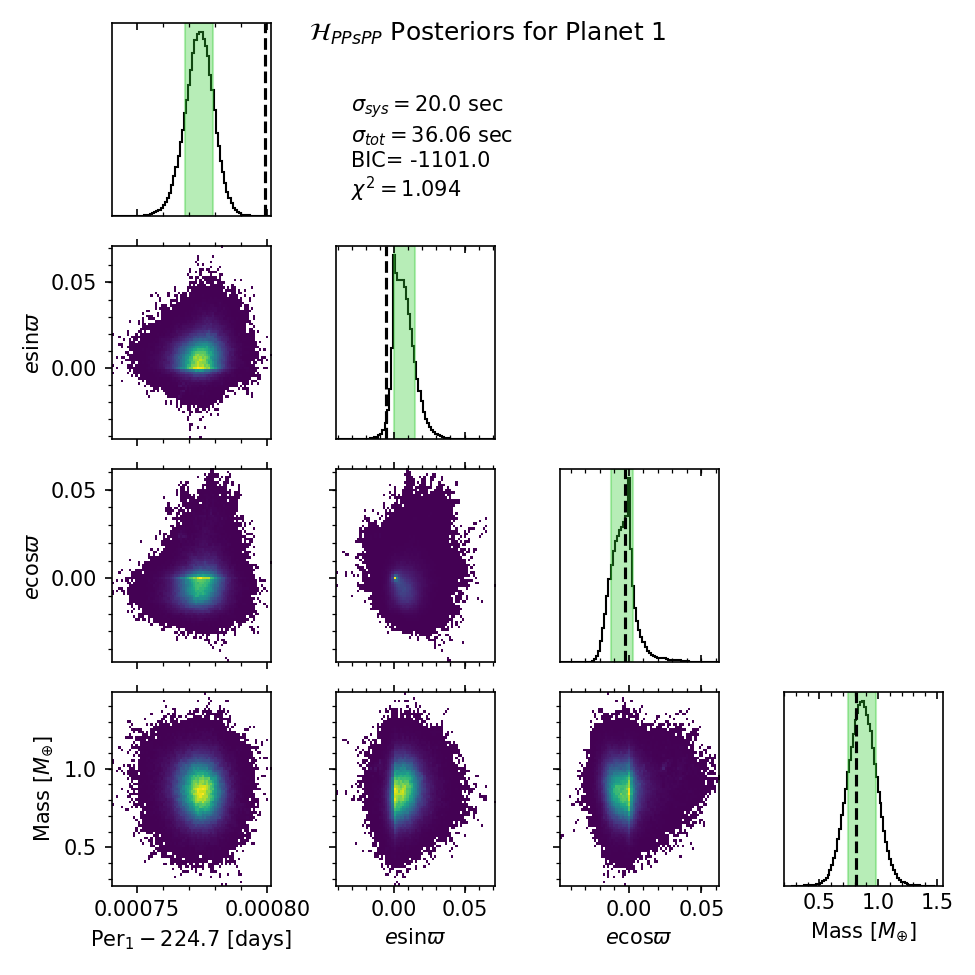 𝓗_PPsPP Posteriors for Planet 1
σ_sys = 20.0 sec
σ_tot = 36.06 sec
BIC= -1101.0
χ² = 1.094
0.05
0.00
esinϖ
0.05
0.00
ecosϖ
1.0
0.5
Mass [M⊕]
0.00075 0.00080
Per₁ − 224.7 [days]
0.00 0.05
esinϖ
0.00 0.05
ecosϖ
0.5 1.0 1.5
Mass [M⊕]